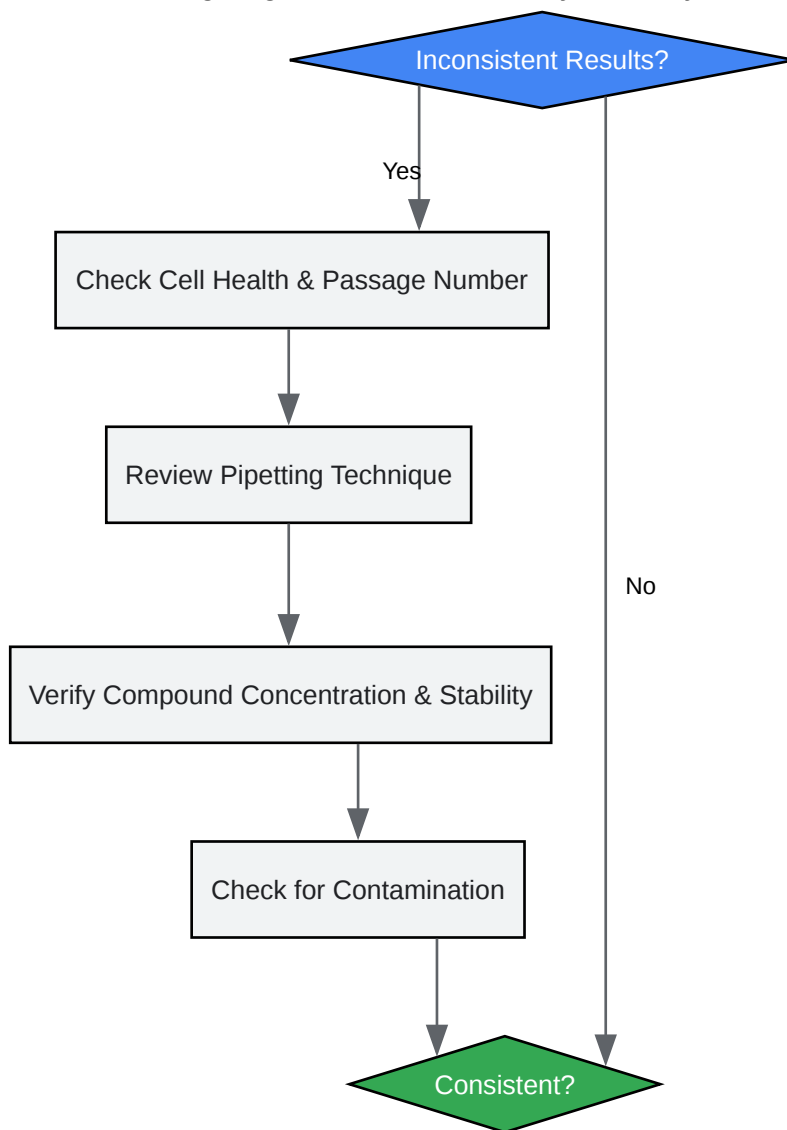 Inconsistent Results?
Yes
Check Cell Health & Passage Number
Review Pipetting Technique
No
Verify Compound Concentration & Stability
Check for Contamination
Consistent?